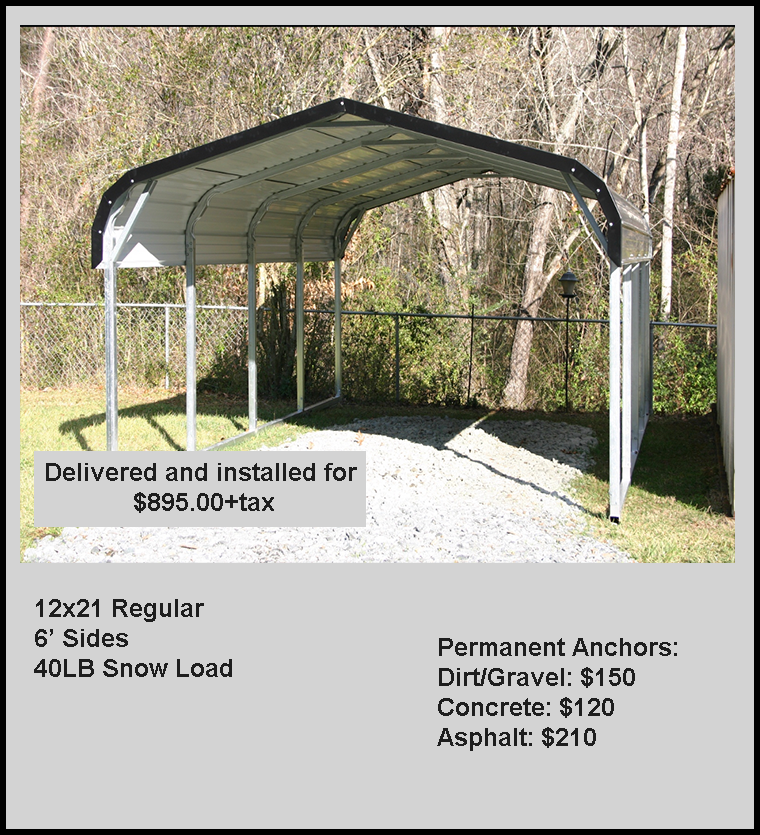 Delivered and installed for
$895.00+tax
12x21 Regular
6’ Sides
40LB Snow Load
Permanent Anchors:
Dirt/Gravel: $150
Concrete: $120
Asphalt: $210